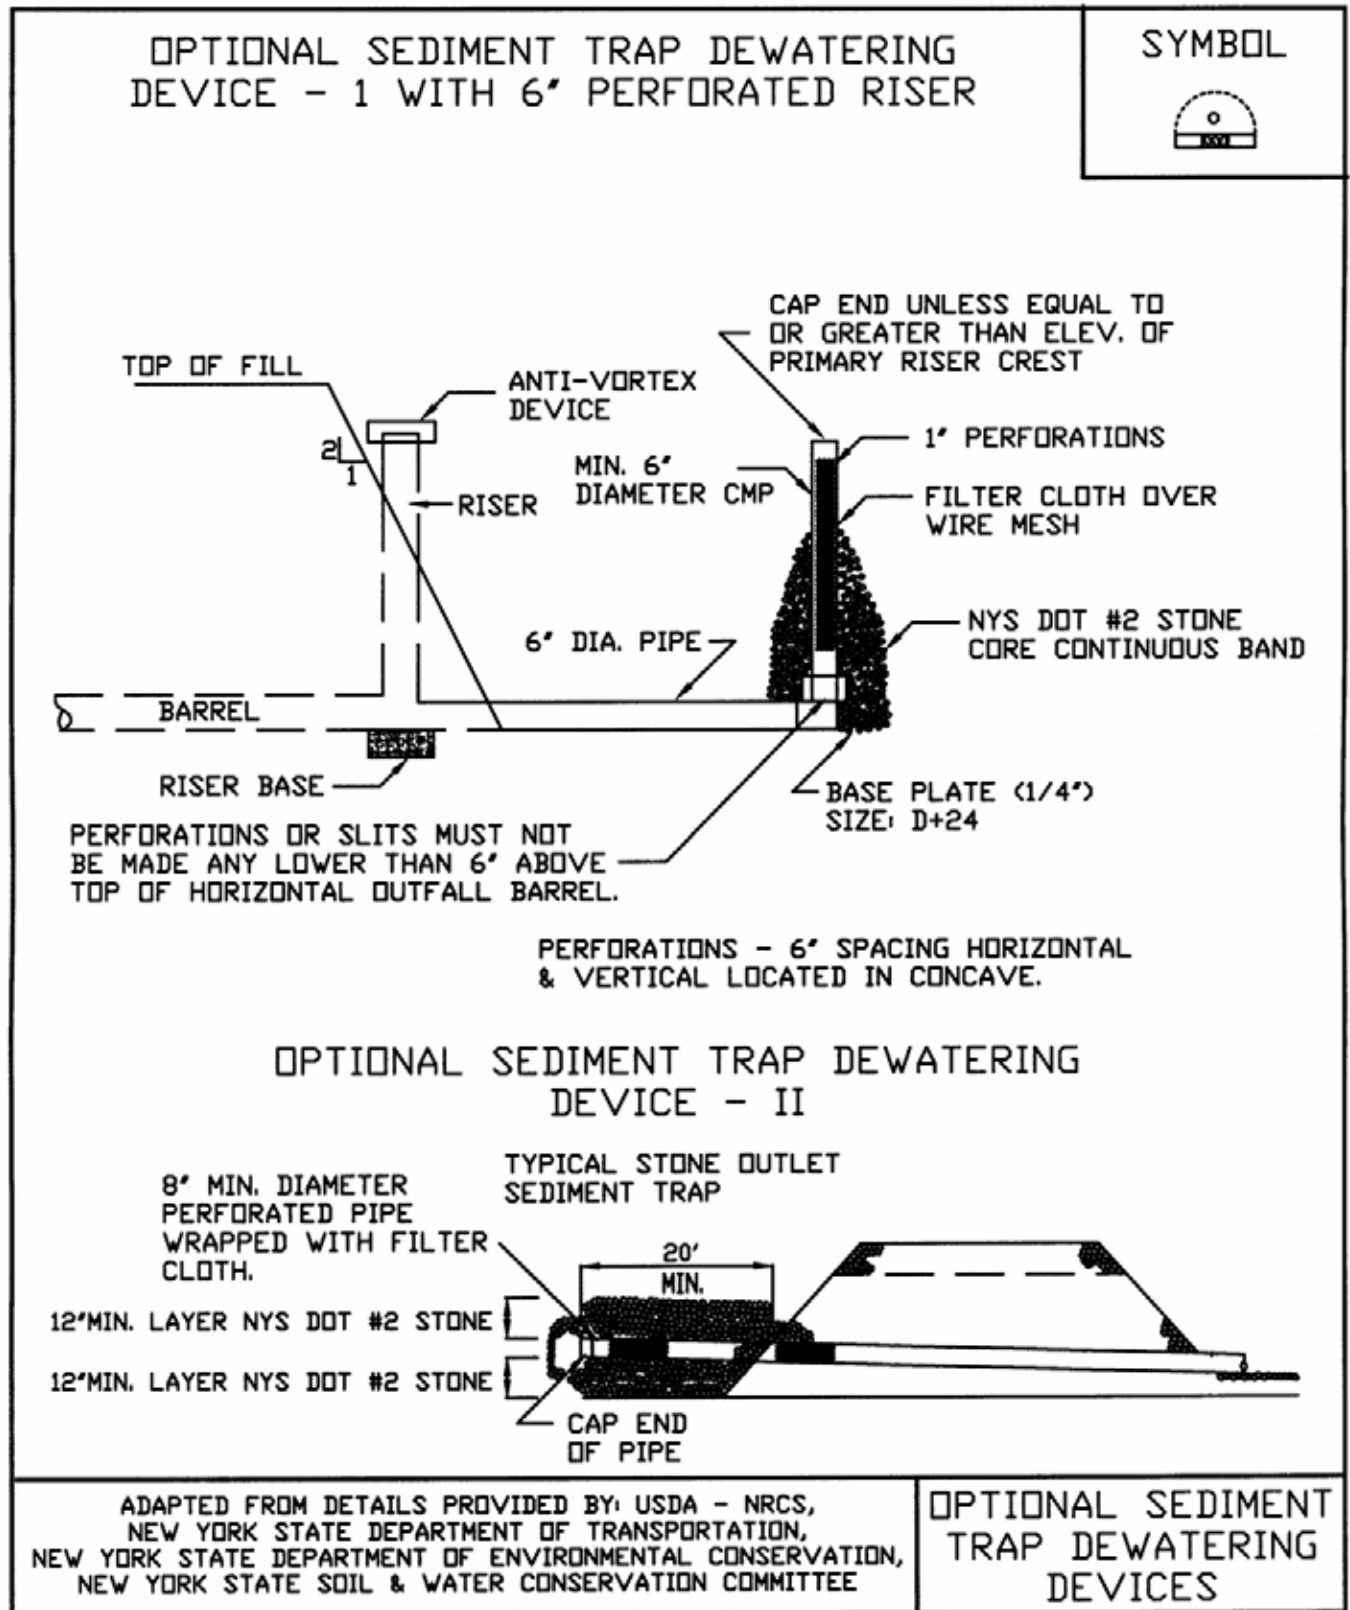 OPTIONAL SEDIMENT TRAP DEWATERING
DEVICE - 1 WITH 6" PERFORATED RISER
SYMBOL
CAP END UNLESS EQUAL TO
OR GREATER THAN ELEV. OF
PRIMARY RISER CREST
TOP OF FILL
ANTI-VORTEX
DEVICE
2
1
1" PERFORATIONS
MIN. 6"
DIAMETER CMP
RISER
FILTER CLOTH OVER
WIRE MESH
NYS DOT #2 STONE
CORE CONTINUOUS BAND
6" DIA. PIPE
BARREL
RISER BASE
BASE PLATE (1/4")
SIZE: D+24
PERFORATIONS OR SLITS MUST NOT
BE MADE ANY LOWER THAN 6" ABOVE
TOP OF HORIZONTAL OUTFALL BARREL.
PERFORATIONS - 6" SPACING HORIZONTAL
& VERTICAL LOCATED IN CONCAVE.
OPTIONAL SEDIMENT TRAP DEWATERING
DEVICE - II
TYPICAL STONE OUTLET
SEDIMENT TRAP
8" MIN. DIAMETER
PERFORATED PIPE
WRAPPED WITH FILTER
CLOTH.
20'
MIN.
12"MIN. LAYER NYS DOT #2 STONE
12"MIN. LAYER NYS DOT #2 STONE
CAP END
OF PIPE
ADAPTED FROM DETAILS PROVIDED BY: USDA - NRCS,
NEW YORK STATE DEPARTMENT OF TRANSPORTATION,
NEW YORK STATE DEPARTMENT OF ENVIRONMENTAL CONSERVATION,
NEW YORK STATE SOIL & WATER CONSERVATION COMMITTEE
OPTIONAL SEDIMENT
TRAP DEWATERING
DEVICES